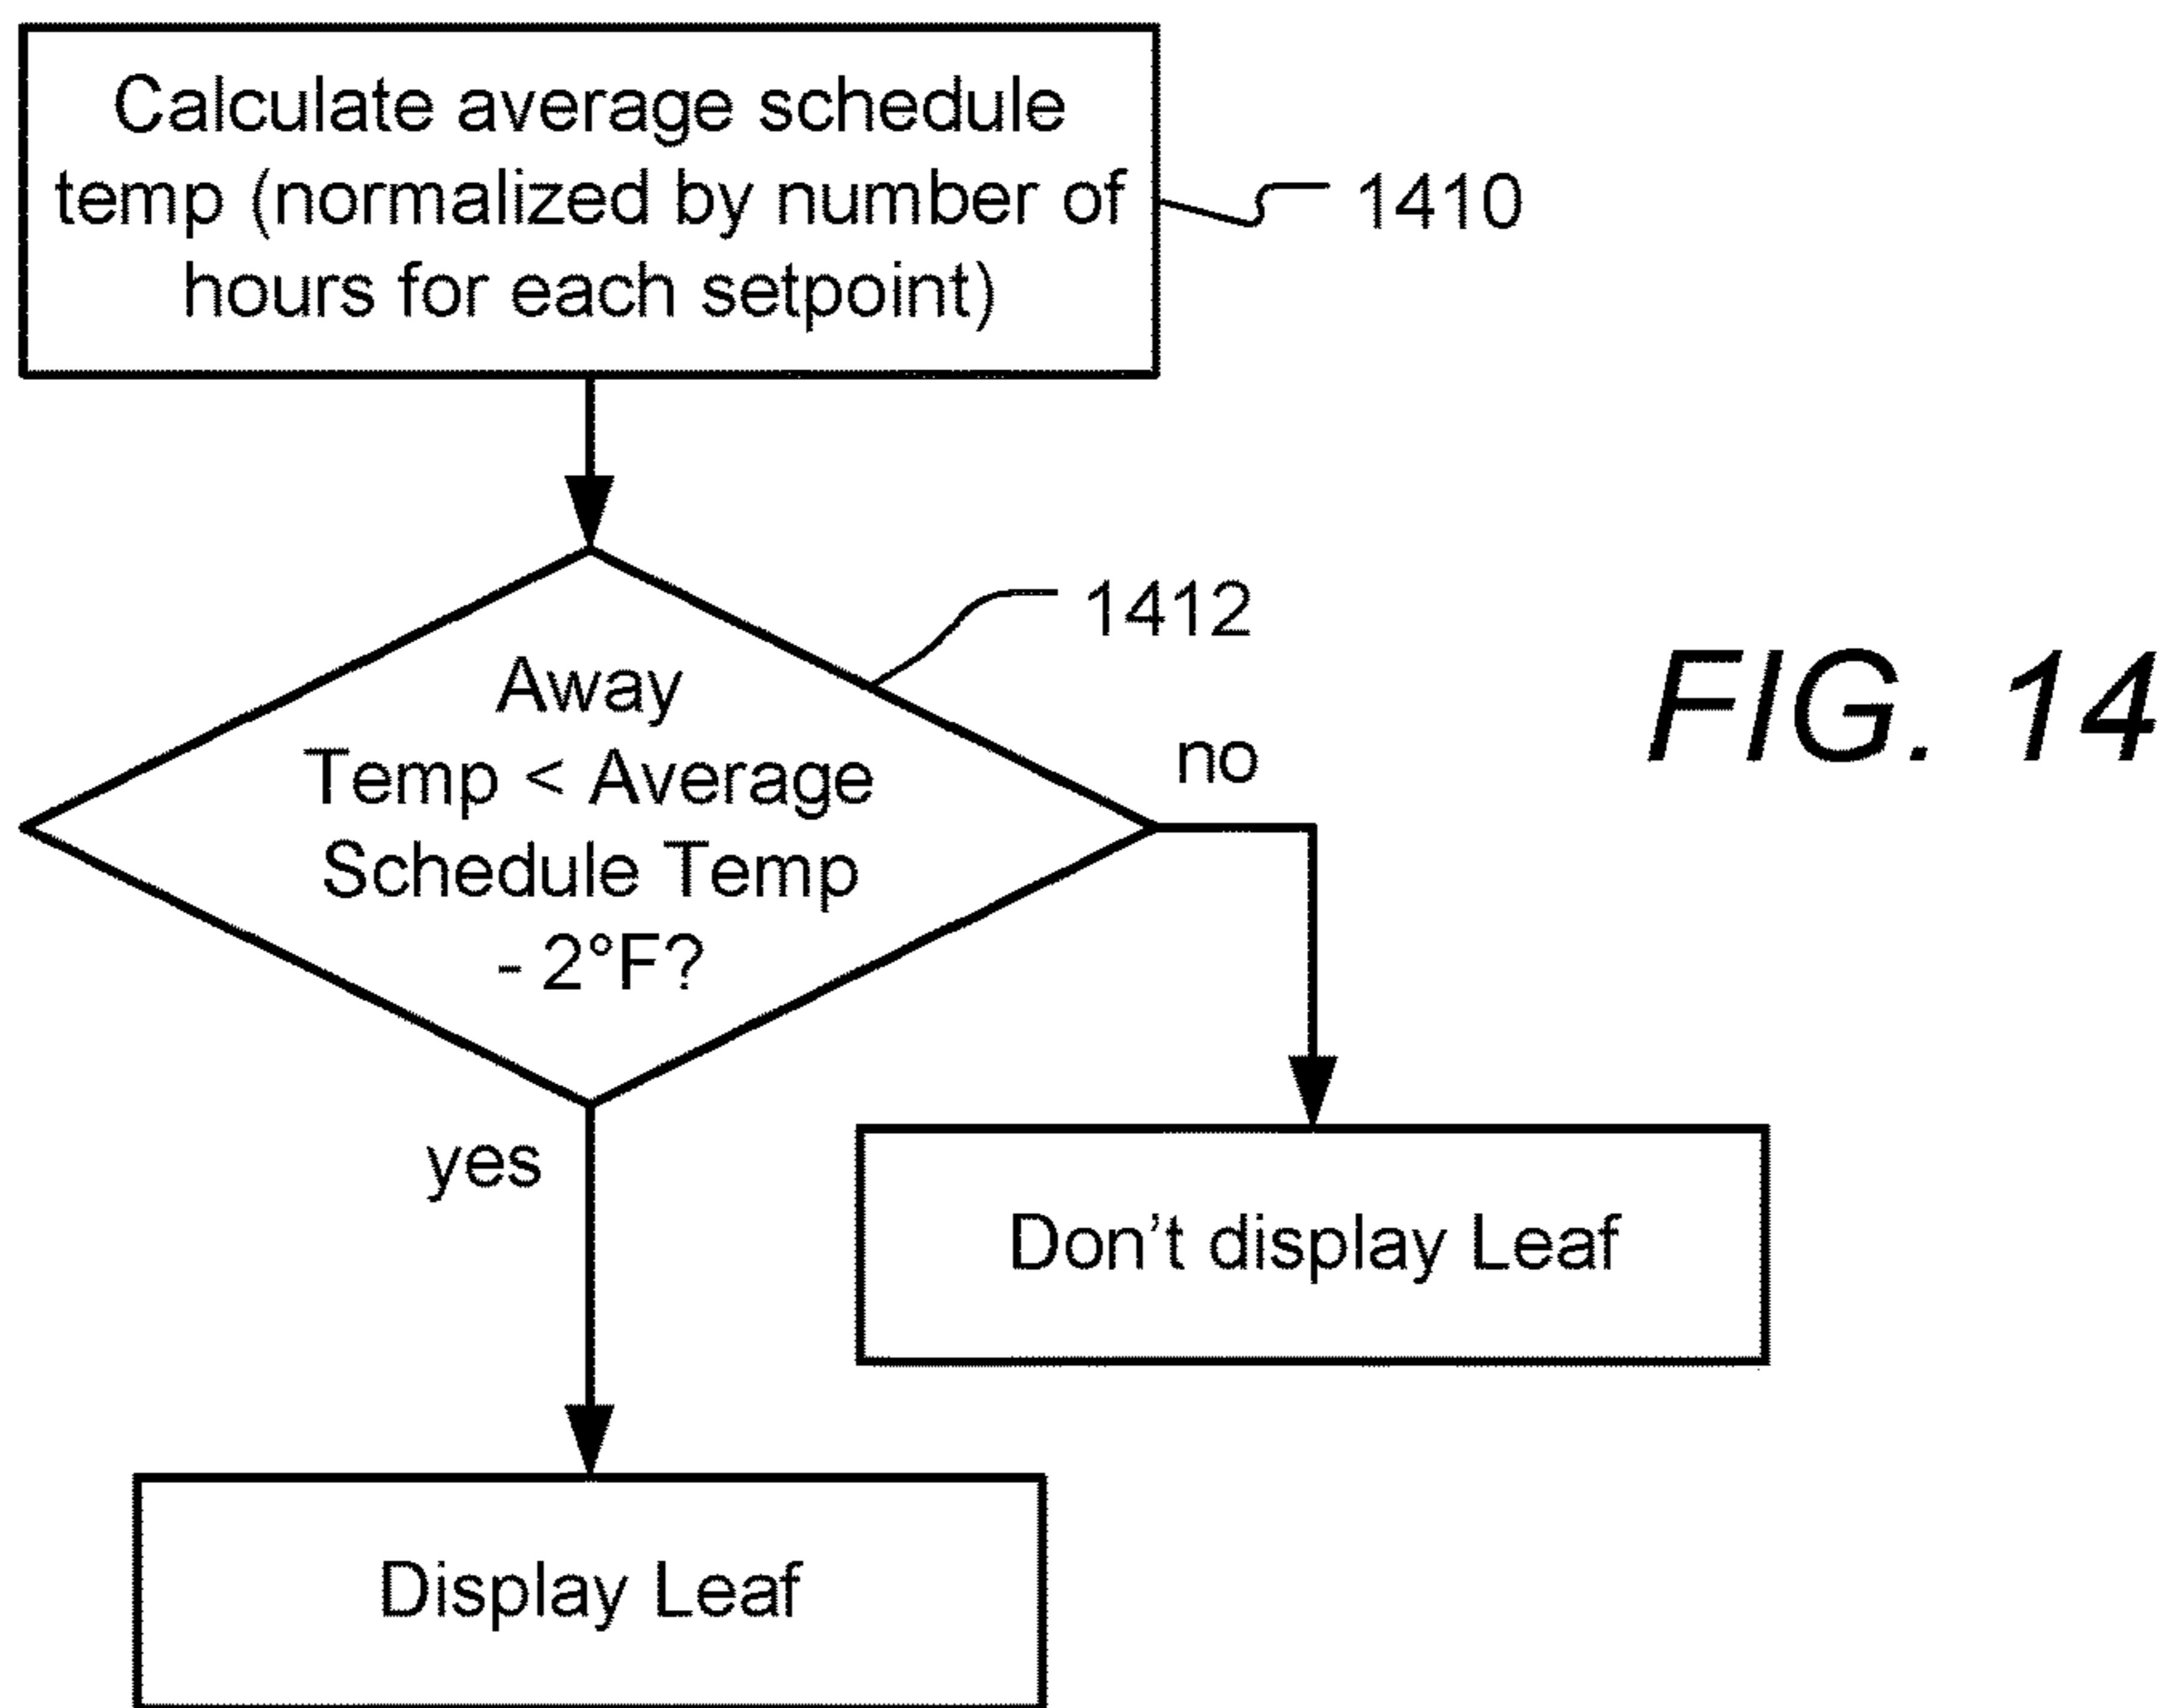 Calculate average schedule
temp (normalized by number of
hours for each setpoint)
1410
1412
Away
Temp < Average
Schedule Temp
- 2°F?
no
FIG. 14
yes
Don't display Leaf
Display Leaf